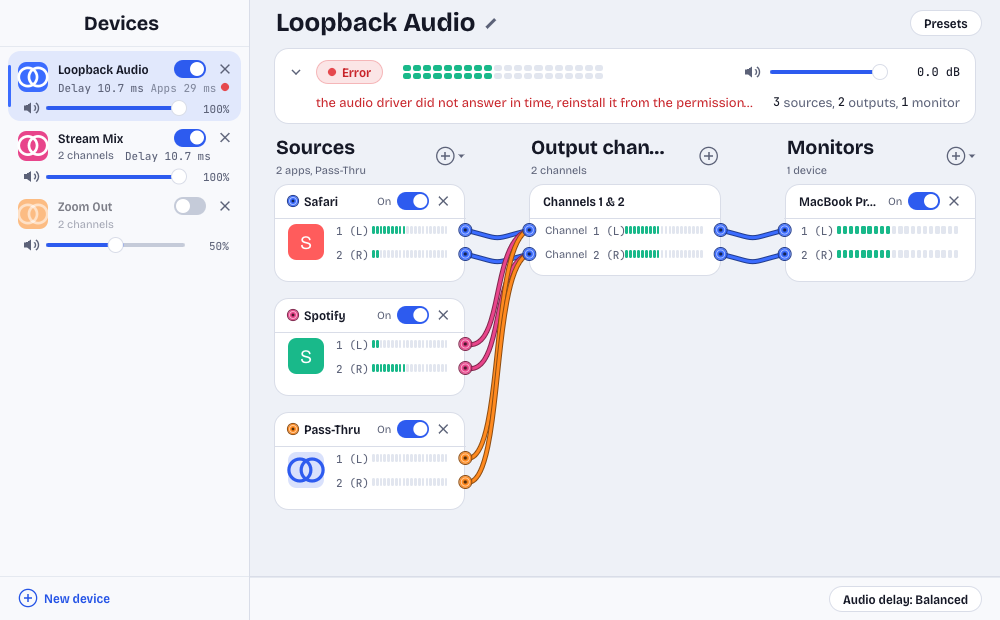 Devices
Loopback Audio
Delay 10.7 ms Apps 29 ms
100%
Stream Mix
2 channels Delay 10.7 ms
100%
Zoom Out
2 channels
50%
New device
Loopback Audio
Presets
Error
0.0 dB
the audio driver did not answer in time, reinstall it from the permission...
3 sources, 2 outputs, 1 monitor
Sources
2 apps, Pass-Thru
Output chan...
2 channels
Monitors
1 device
Safari On
S
1 (L)
2 (R)
Spotify On
S
1 (L)
2 (R)
Pass-Thru On
1 (L)
2 (R)
Channels 1 & 2
Channel 1 (L)
Channel 2 (R)
MacBook Pr... On
1 (L)
2 (R)
Audio delay: Balanced